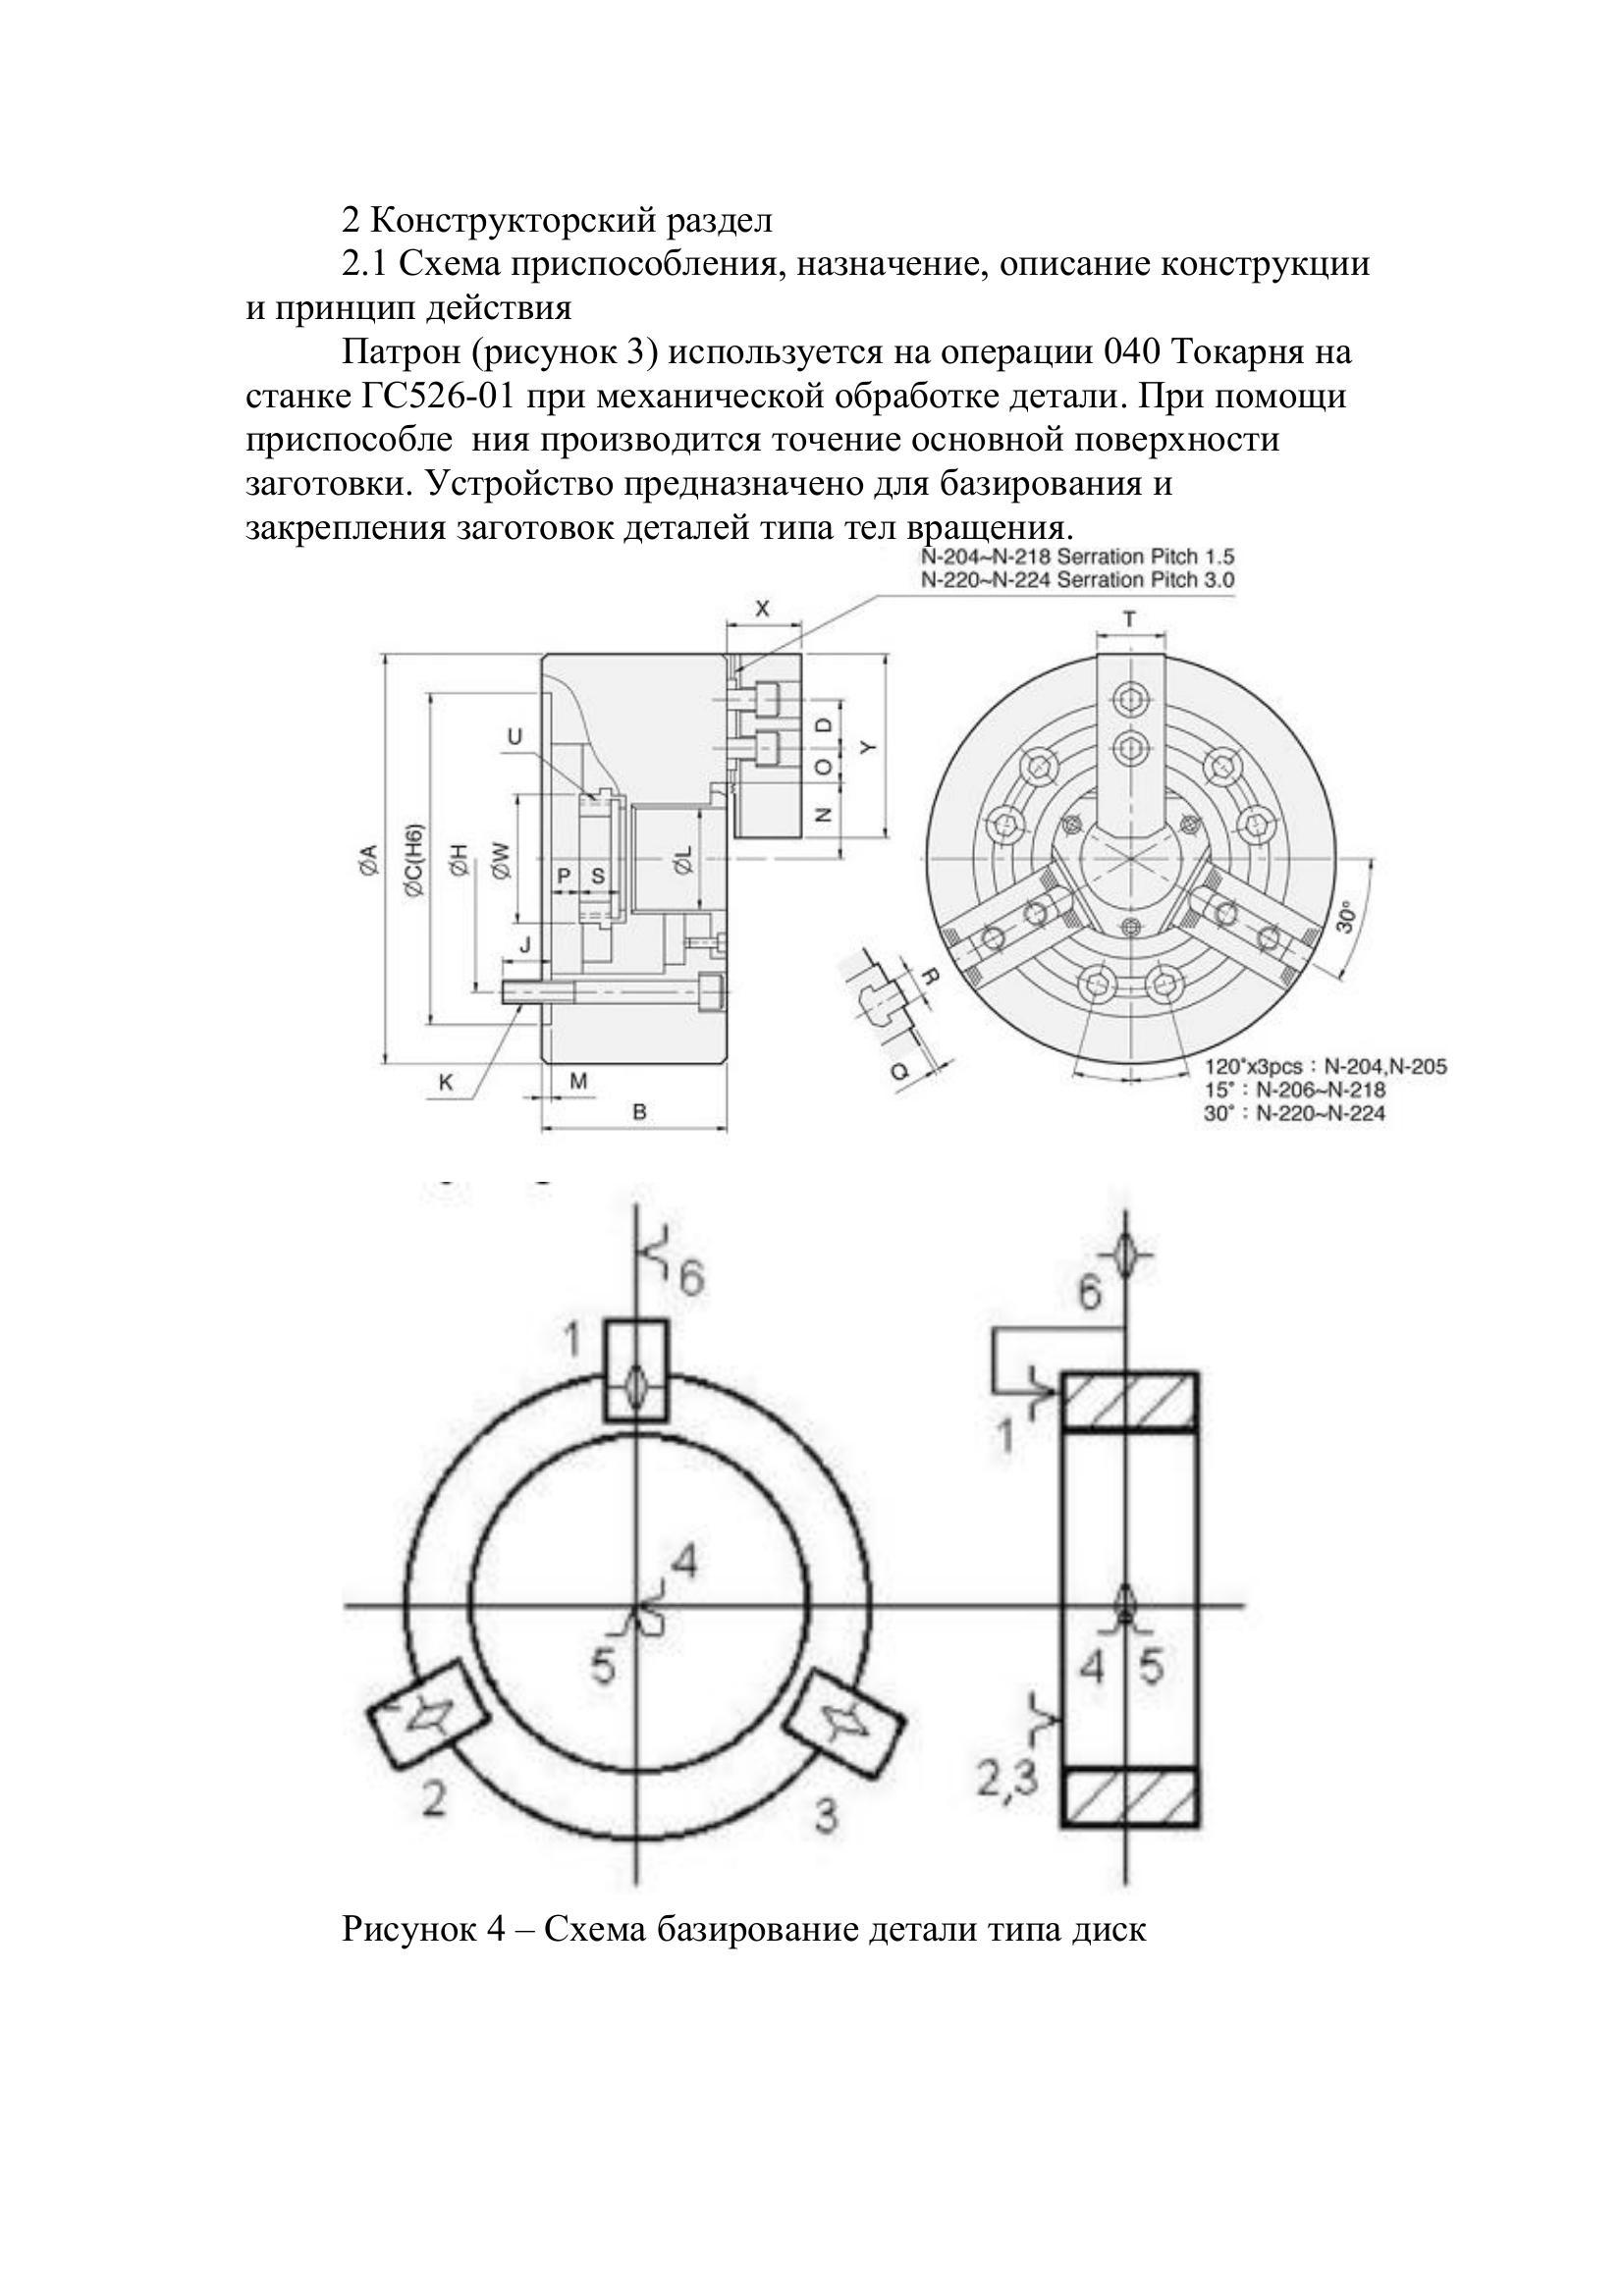 2 Конструкторский раздел
2.1 Схема приспособления, назначение, описание конструкции
и принцип действия
Патрон (рисунок 3) используется на операции 040 Токарня на
станке ГС526-01 при механической обработке детали. При помощи
приспособле  ния производится точение основной поверхности
заготовки. Устройство предназначено для базирования и
закрепления заготовок деталей типа тел вращения.
N-204~N-218 Serration Pitch 1.5
N-220~N-224 Serration Pitch 3.0
X
T
U
D
Y
O
N
ØA
ØC(H6)
ØH
ØW
P
S
ØL
J
30°
R
Q
K
M
B
120°x3pcs : N-204,N-205
15° : N-206~N-218
30° : N-220~N-224
6
6
1
1
4
5
4 5
2
3
2,3
Рисунок 4 – Схема базирование детали типа диск